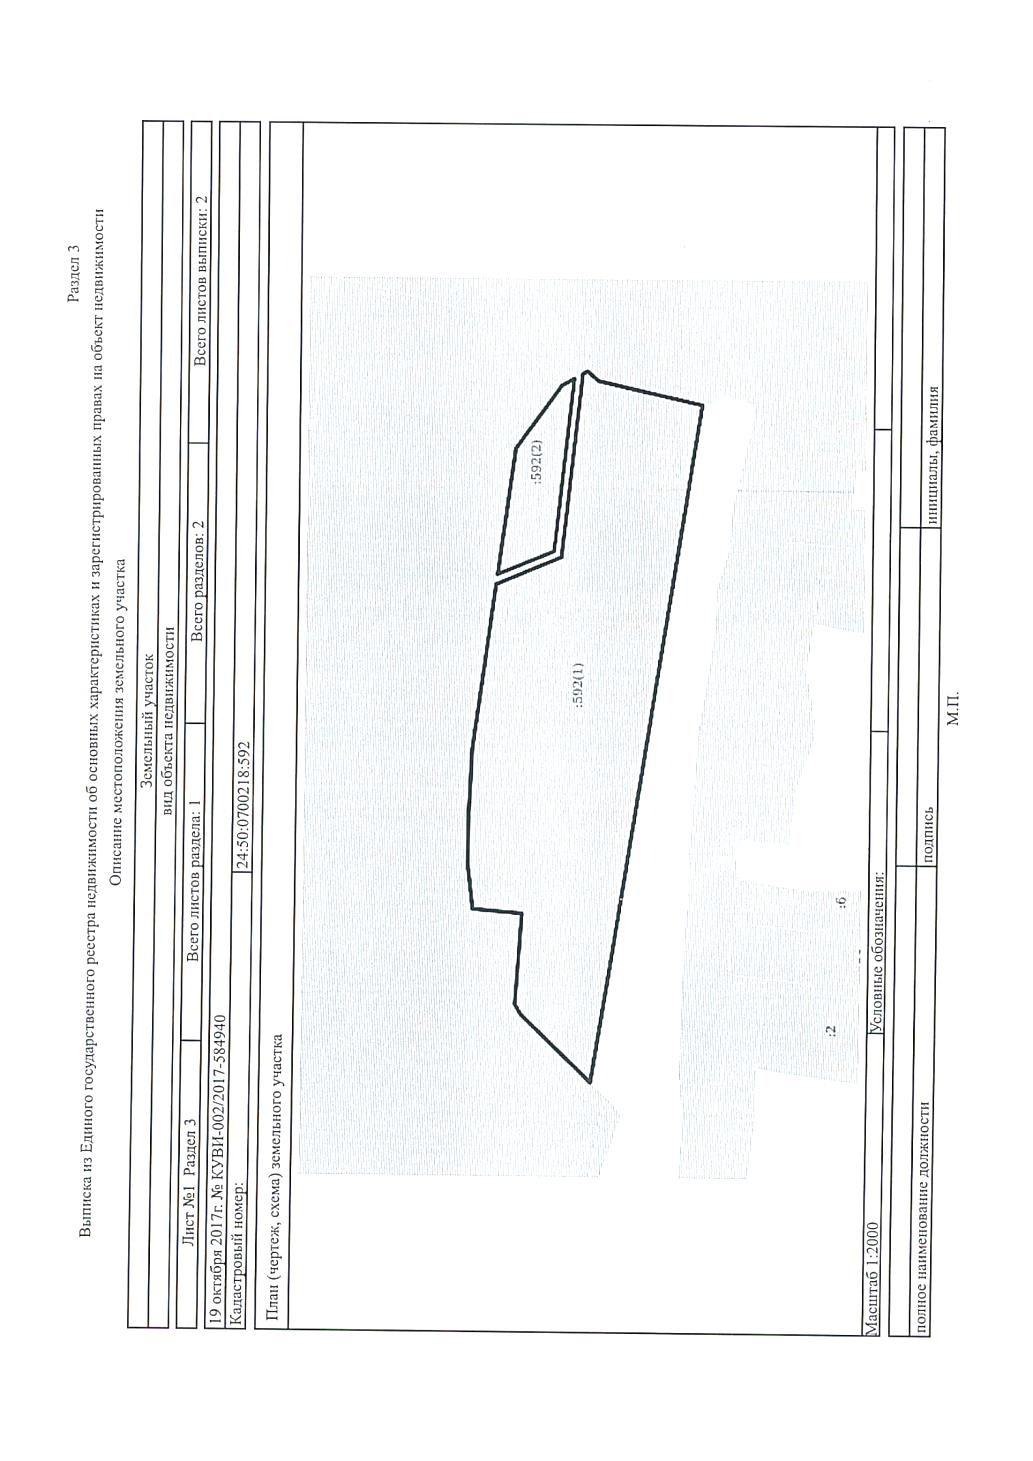 Раздел 3
Выписка из Единого государственного реестра недвижимости об основных характеристиках и зарегистрированных правах на объект недвижимости
Описание местоположения земельного участка
Земельный участок
вид объекта недвижимости
Лист №1 Раздел 3 Всего листов раздела: 1 Всего разделов: 2 Всего листов выписки: 2
19 октября 2017г. № КУВИ-002/2017-584940
Кадастровый номер: 24:50:0700218:592
План (чертеж, схема) земельного участка
:592(2)
:592(1)
:6
:2
Масштаб 1:2000 Условные обозначения:
полное наименование должности подпись инициалы, фамилия
М.П.